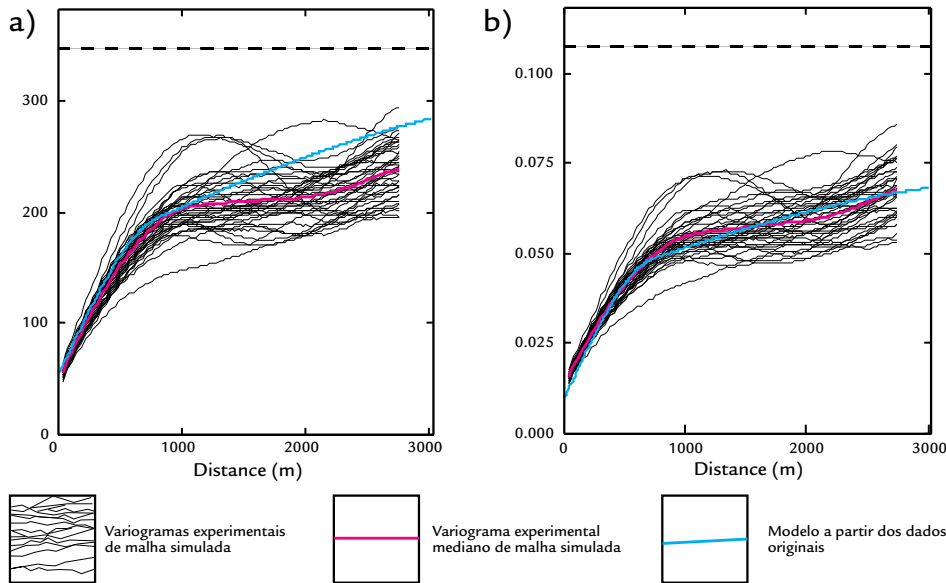 a)
300
200
100
0
0 1000 2000 3000
Distance (m)
b)
0.100
0.075
0.050
0.025
0.000
0 1000 2000 3000
Distance (m)
Variogramas experimentais
de malha simulada
Variograma experimental
mediano de malha simulada
Modelo a partir dos dados
originais